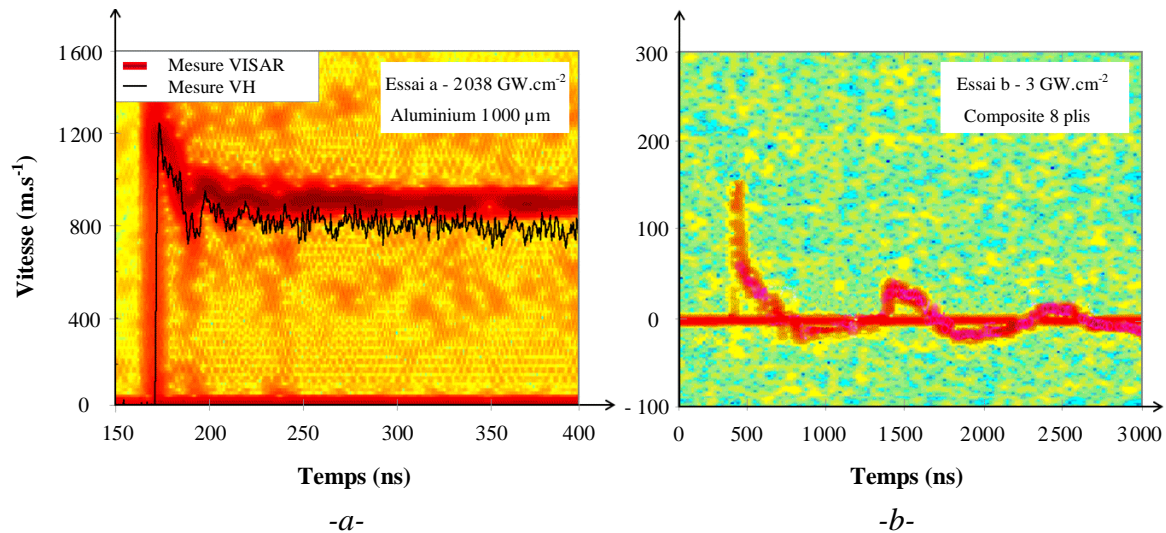 Vitesse (m.s-1)
1600
1200
800
400
0
Mesure VISAR
Mesure VH
Essai a - 2038 GW.cm-2
Aluminium 1000 µm
150
200
250
300
350
400
Temps (ns)
-a-
300
200
100
0
- 100
Essai b - 3 GW.cm-2
Composite 8 plis
0
500
1000
1500
2000
2500
3000
Temps (ns)
-b-